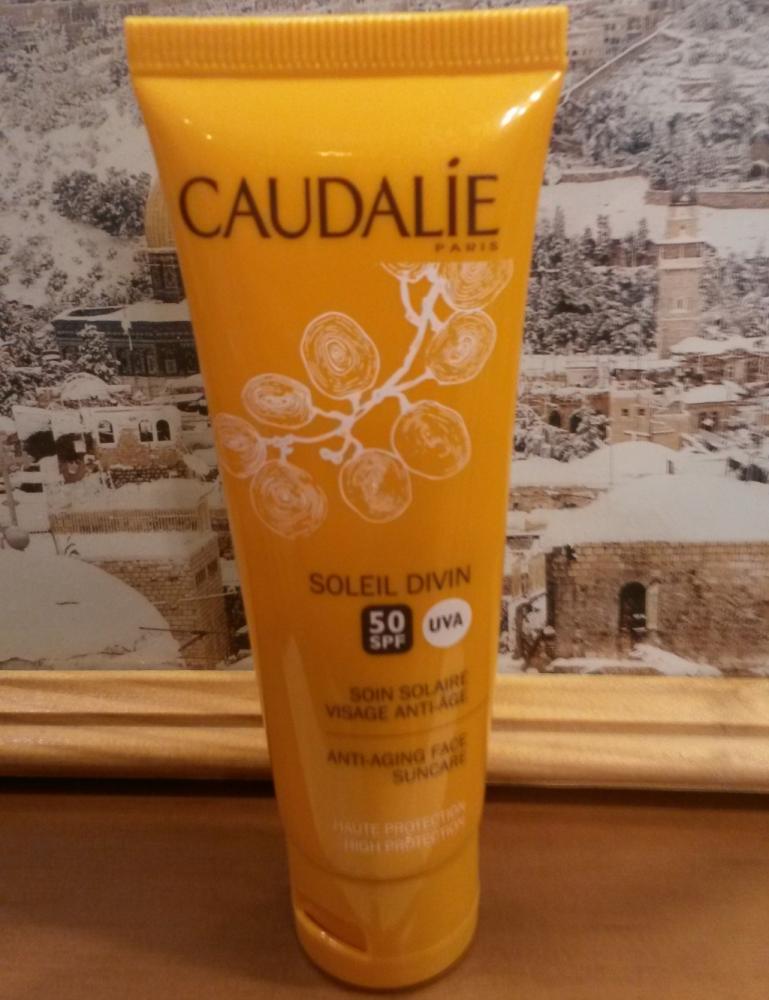 CAUDALÍE
PARIS
SOLEIL DIVIN
50
SPF
UVA
SOIN SOLAIRE
VISAGE ANTI-ÂGE
ANTI-AGING FACE
SUNCARE
HAUTE PROTECTION
HIGH PROTECTION